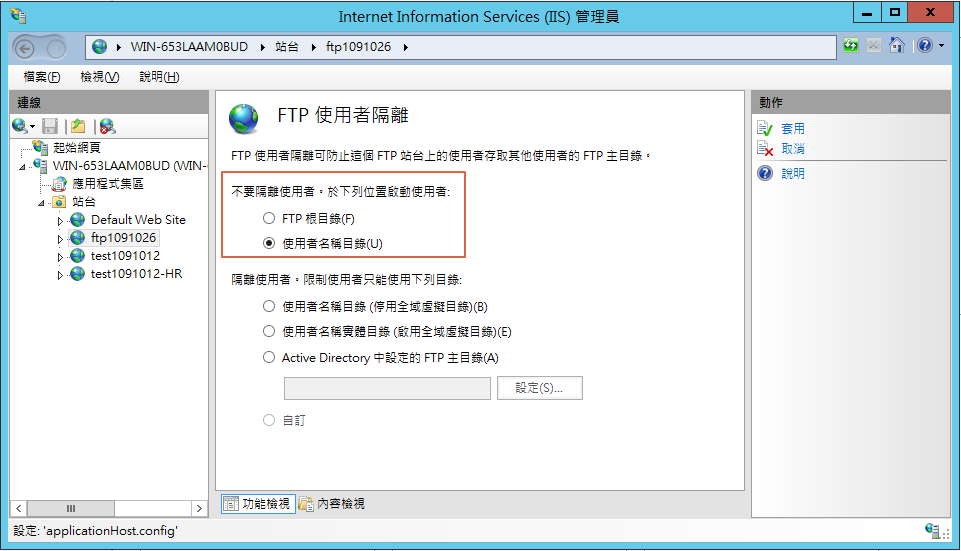 Internet Information Services (IIS) 管理員
WIN-653LAAM0BUD
站台
ftp1091026
檔案(F)
檢視(V)
說明(H)
連線
起始網頁
WIN-653LAAM0BUD (WIN-
應用程式集區
站台
Default Web Site
ftp1091026
test1091012
test1091012-HR
FTP 使用者隔離
FTP 使用者隔離可防止這個 FTP 站台上的使用者存取其他使用者的 FTP 主目錄。
不要隔離使用者。於下列位置啟動使用者:
FTP 根目錄(F)
使用者名稱目錄(U)
隔離使用者。限制使用者只能使用下列目錄:
使用者名稱目錄 (停用全域虛擬目錄)(B)
使用者名稱實體目錄 (啟用全域虛擬目錄)(E)
Active Directory 中設定的 FTP 主目錄(A)
設定(S)...
自訂
功能檢視
內容檢視
動作
套用
取消
說明
設定: 'applicationHost.config'